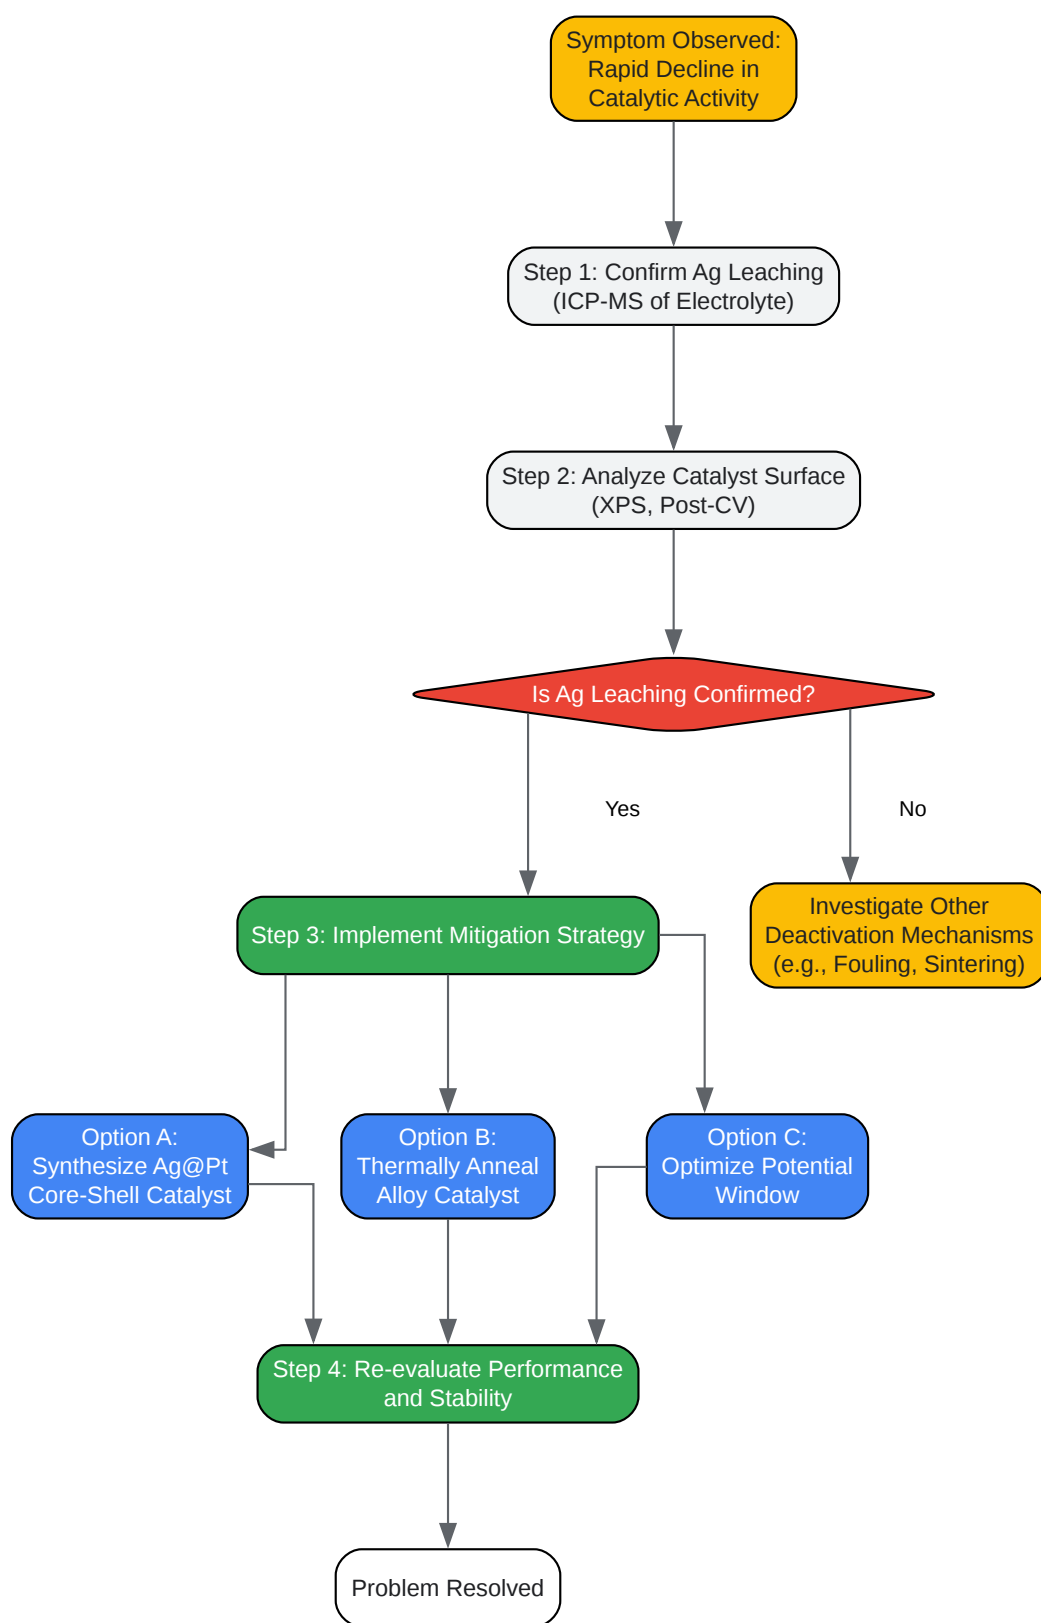 Symptom Observed:
Rapid Decline in
Catalytic Activity
Step 1: Confirm Ag Leaching
(ICP-MS of Electrolyte)
Step 2: Analyze Catalyst Surface
(XPS, Post-CV)
Is Ag Leaching Confirmed?
Yes
No
Investigate Other
Deactivation Mechanisms
(e.g., Fouling, Sintering)
Step 3: Implement Mitigation Strategy
Option A:
Synthesize Ag@Pt
Core-Shell Catalyst
Option B:
Thermally Anneal
Alloy Catalyst
Option C:
Optimize Potential
Window
Step 4: Re-evaluate Performance
and Stability
Problem Resolved